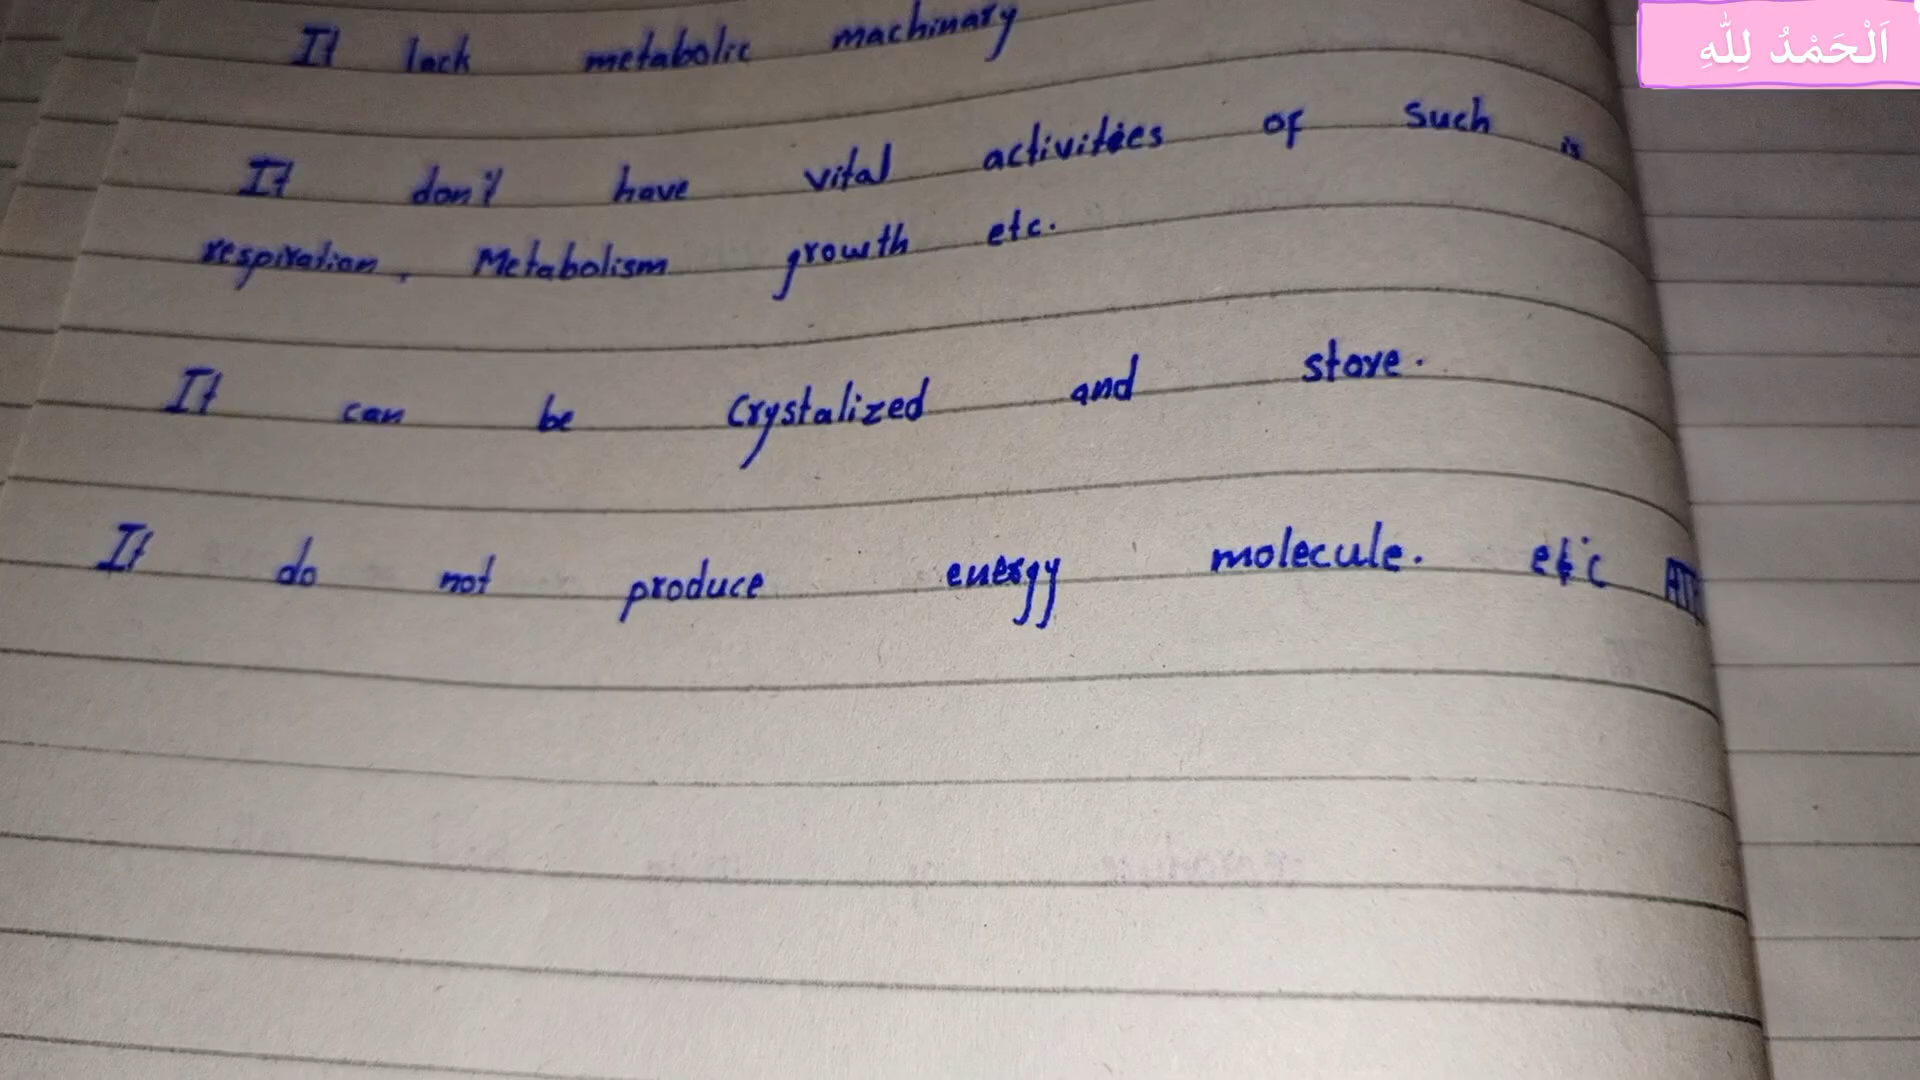 اَلْحَمْدُ لِلّٰهِ
It lack metabolic machinary
It don't have vital activities of such is
respiration, Metabolism growth etc.
It can be crystalized and store.
It do not produce energy molecule. etc